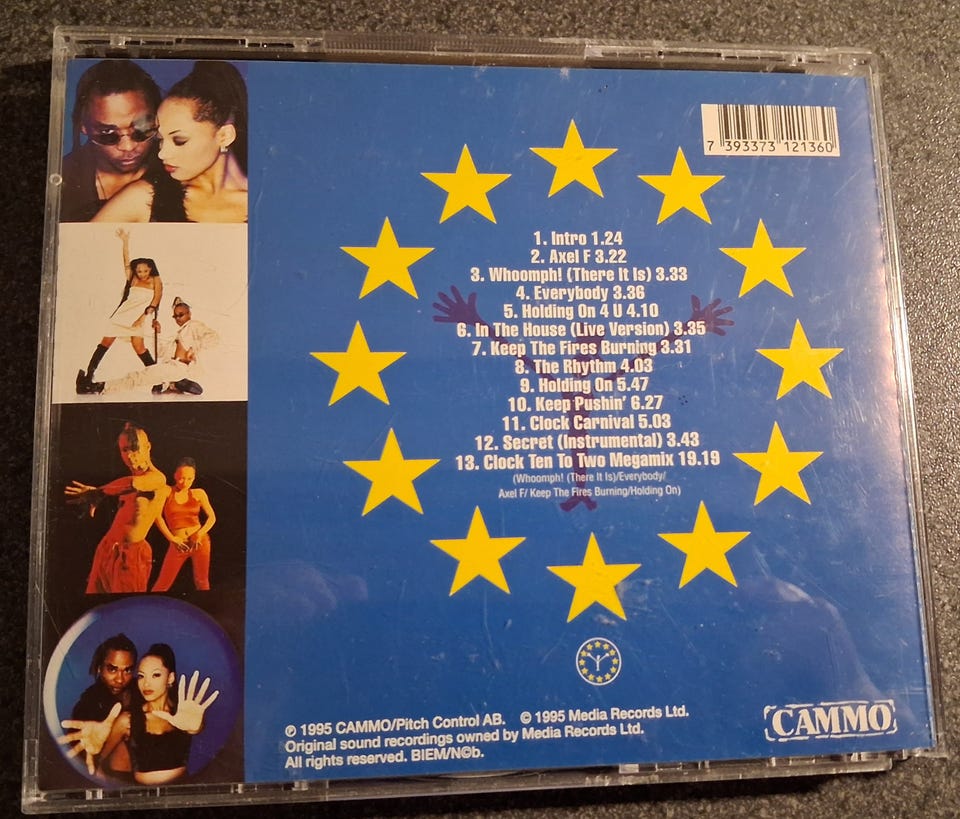 7 393373 121360
1. Intro 1.24
2. Axel F 3.22
3. Whoomph! (There It Is) 3.33
4. Everybody 3.36
5. Holding On 4 U 4.10
6. In The House (Live Version) 3.35
7. Keep The Fires Burning 3.31
8. The Rhythm 4.03
9. Holding On 5.47
10. Keep Pushin' 6.27
11. Clock Carnival 5.03
12. Secret (Instrumental) 3.43
13. Clock Ten To Two Megamix 19.19
(Whoomph! (There It Is)/Everybody/
Axel F/ Keep The Fires Burning/Holding On)
℗ 1995 CAMMO/Pitch Control AB. © 1995 Media Records Ltd.
Original sound recordings owned by Media Records Ltd.
All rights reserved. BIEM/N©b.
CAMMO